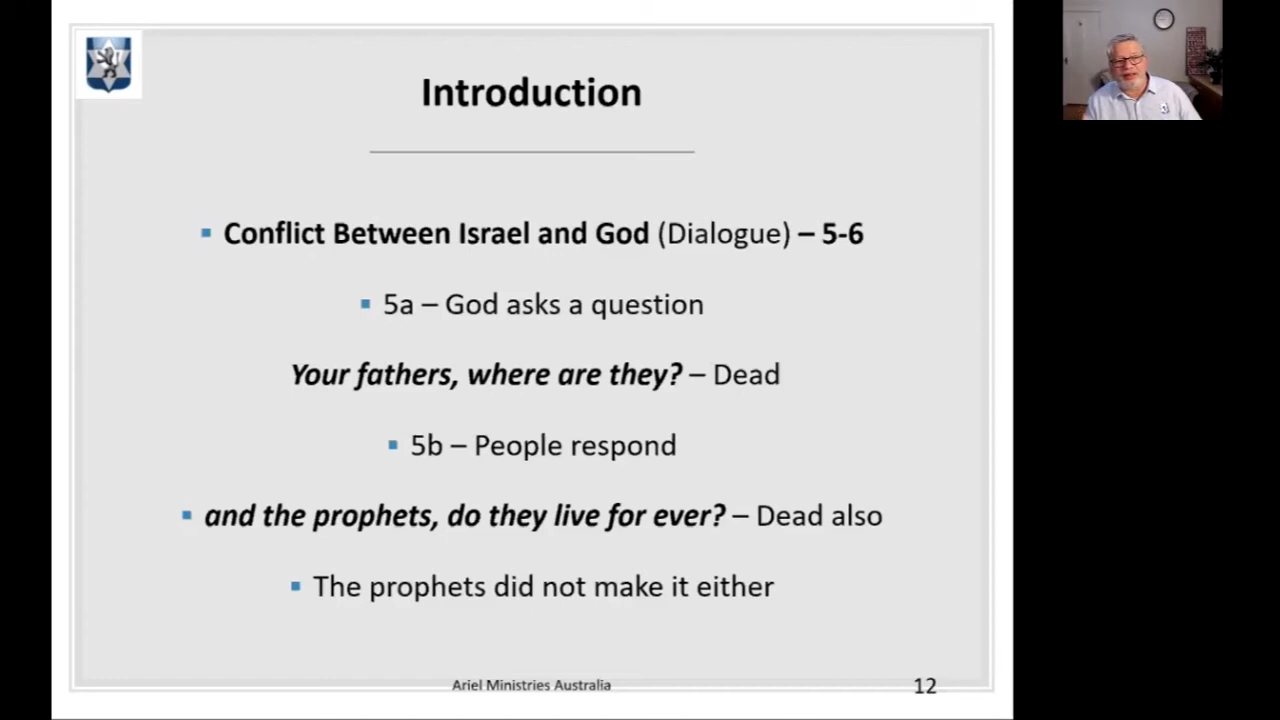 Introduction
Conflict Between Israel and God (Dialogue) – 5-6
5a – God asks a question
Your fathers, where are they? – Dead
5b – People respond
and the prophets, do they live for ever? – Dead also
The prophets did not make it either
Ariel Ministries Australia
12